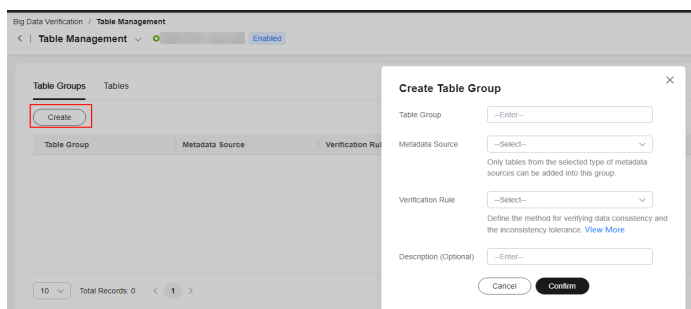 Big Data Verification / Table Management
Table Management
Enabled
Table Groups Tables
Create
Table Group Metadata Source Verification Rul
10 Total Records: 0 1
Create Table Group
Table Group --Enter--
Metadata Source --Select--
Only tables from the selected type of metadata
sources can be added into this group.
Verification Rule --Select--
Define the method for verifying data consistency and
the inconsistency tolerance. View More
Description (Optional) --Enter--
Cancel Confirm